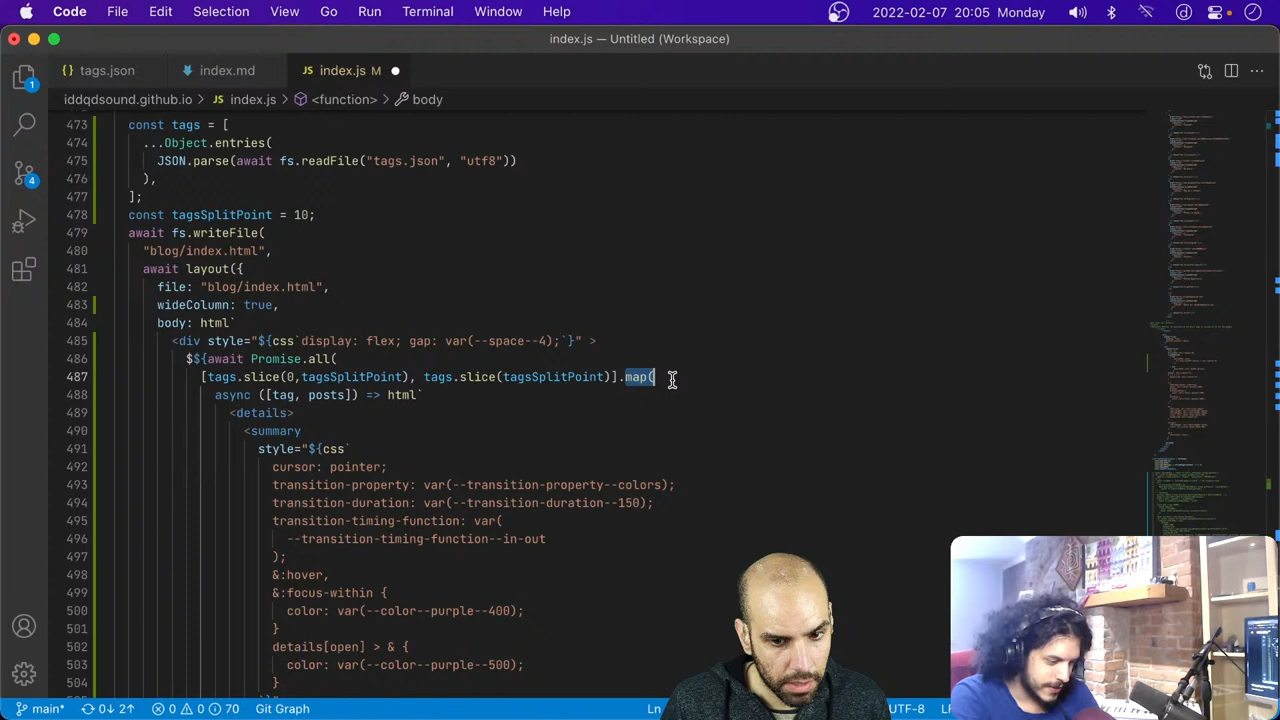 Code File Edit Selection View Go Run Terminal Window Help 2022-02-07 20:05 Monday
index.js — Untitled (Workspace)
tags.json index.md JS index.js M
iddqdsound.github.io > JS index.js > <function> > body
473 const tags = [
474 ...Object.entries(
475 JSON.parse(await fs.readFile("tags.json", "utf8"))
476 ),
477 ];
478 const tagsSplitPoint = 10;
479 await fs.writeFile(
480 "blog/index.html",
481 await layout({
482 file: "blog/index.html",
483 wideColumn: true,
484 body: html`
485 <div style="${css`display: flex; gap: var(--space--4);`}" >
486 $${await Promise.all(
487 [tags.slice(0,tagsSplitPoint), tags.slice(tagsSplitPoint)].map(
488 async ([tag, posts]) => html`
489 <details>
490 <summary
491 style="${css`
492 cursor: pointer;
493 transition-property: var(--transition-property--colors);
494 transition-duration: var(--transition-duration--150);
495 transition-timing-function: var(
496 --transition-timing-function--in-out
497 );
498 &:hover,
499 &:focus-within {
500 color: var(--color--purple--400);
501 }
502 details[open] > & {
503 color: var(--color--purple--500);
504 }
1
4
main* 0↓ 2↑ 0 0 70 Git Graph Ln UTF-8 LF